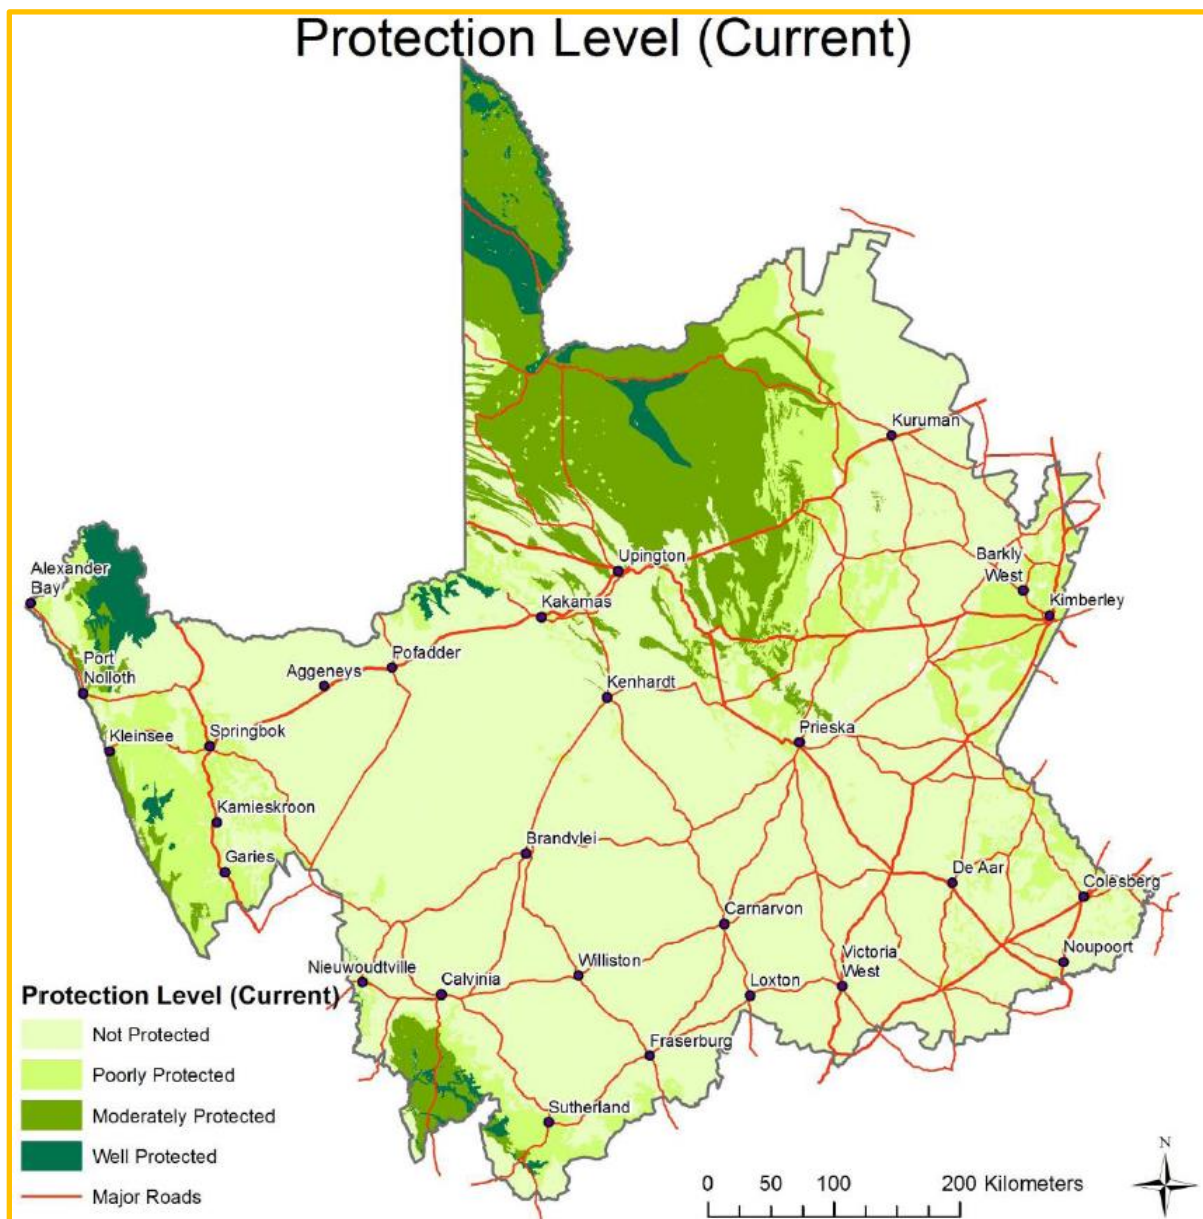 Protection Level (Current)
Kuruman
Upington
Barkly
West
Kimberley
Alexander
Bay
Kakamas
Port
Nolloth
Aggeneys
Pofadder
Kenhardt
Kleinsee
Springbok
Prieska
Kamieskroon
Garies
Brandvlei
De Aar
Colesberg
Carnarvon
Nieuwoudtville
Calvinia
Williston
Loxton
Victoria
West
Noupoort
Fraserburg
Sutherland
Protection Level (Current)
Not Protected
Poorly Protected
Moderately Protected
Well Protected
Major Roads
0 50 100 200 Kilometers
N